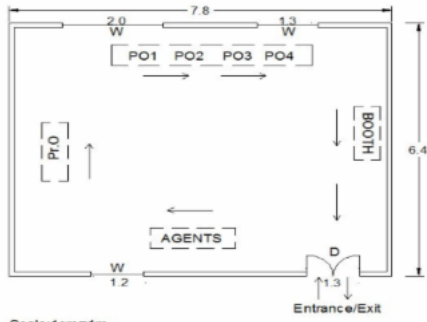 7.8
2.0 1.3
W W
PO1 PO2 PO3 PO4
Pr.O
BOOTH
6.4
AGENTS
W D
1.2 1.3
Entrance/Exit